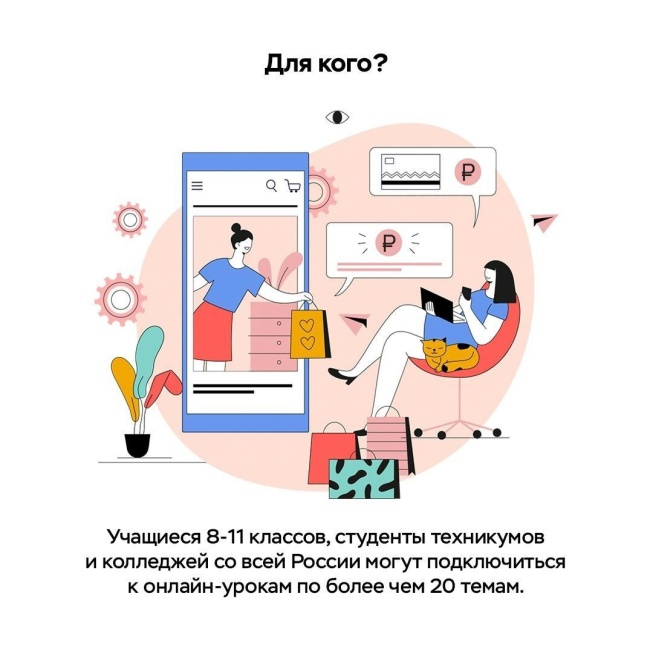 Для кого?
₽
₽
Учащиеся 8-11 классов, студенты техникумов
и колледжей со всей России могут подключиться
к онлайн-урокам по более чем 20 темам.